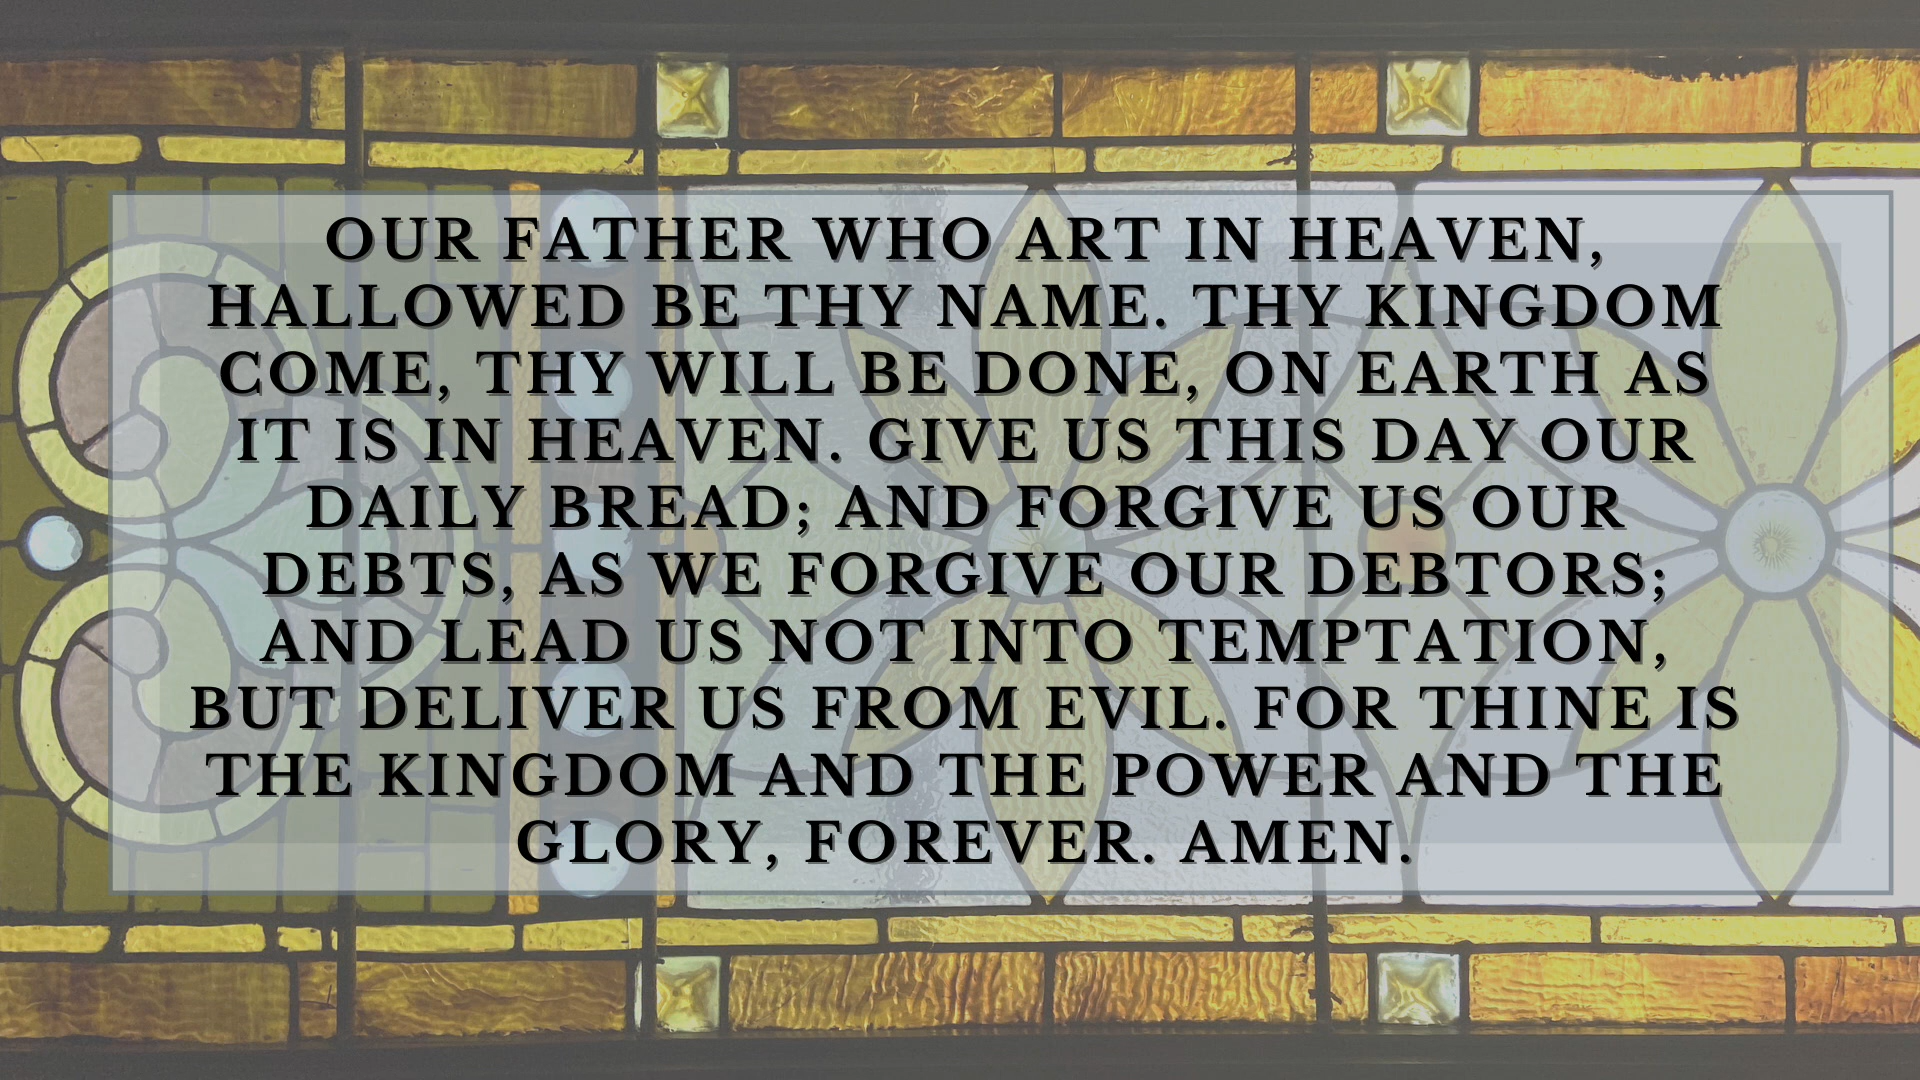 OUR FATHER WHO ART IN HEAVEN,
HALLOWED BE THY NAME. THY KINGDOM
COME, THY WILL BE DONE, ON EARTH AS
IT IS IN HEAVEN. GIVE US THIS DAY OUR
DAILY BREAD; AND FORGIVE US OUR
DEBTS, AS WE FORGIVE OUR DEBTORS;
AND LEAD US NOT INTO TEMPTATION,
BUT DELIVER US FROM EVIL. FOR THINE IS
THE KINGDOM AND THE POWER AND THE
GLORY, FOREVER. AMEN.